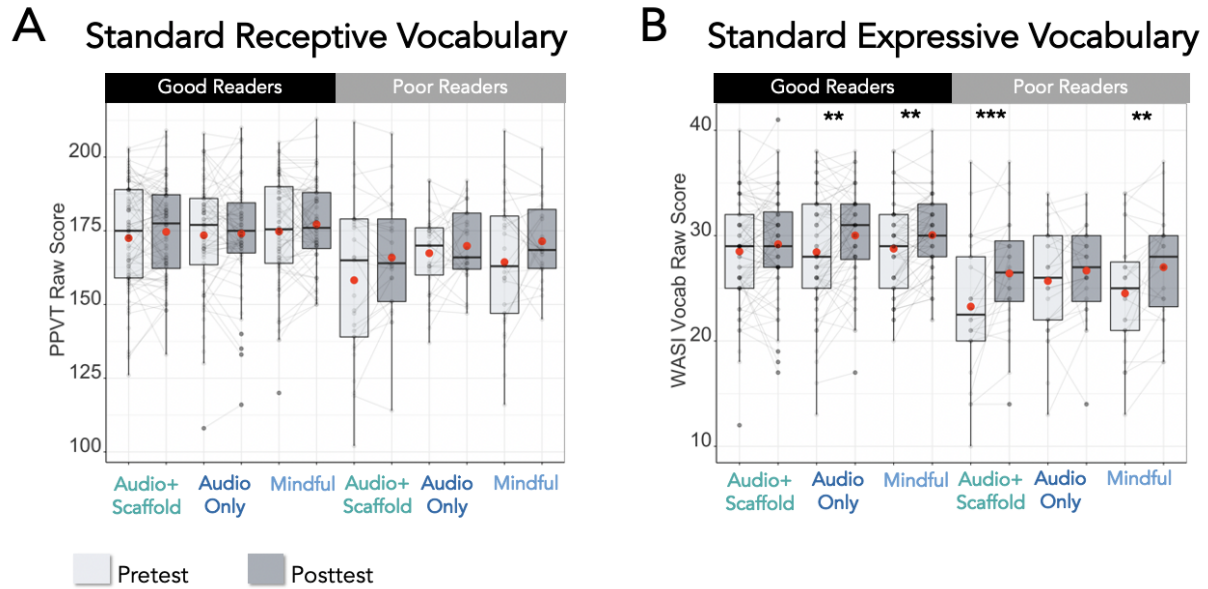 A
Standard Receptive Vocabulary
Good Readers
Poor Readers
PPVT Raw Score
200
175
150
125
100
Audio+
Scaffold
Audio
Only
Mindful
Audio+
Scaffold
Audio
Only
Mindful
Pretest
Posttest
B
Standard Expressive Vocabulary
Good Readers
Poor Readers
** ** *** **
WASI Vocab Raw Score
40
30
20
10
Audio+
Scaffold
Audio
Only
Mindful
Audio+
Scaffold
Audio
Only
Mindful